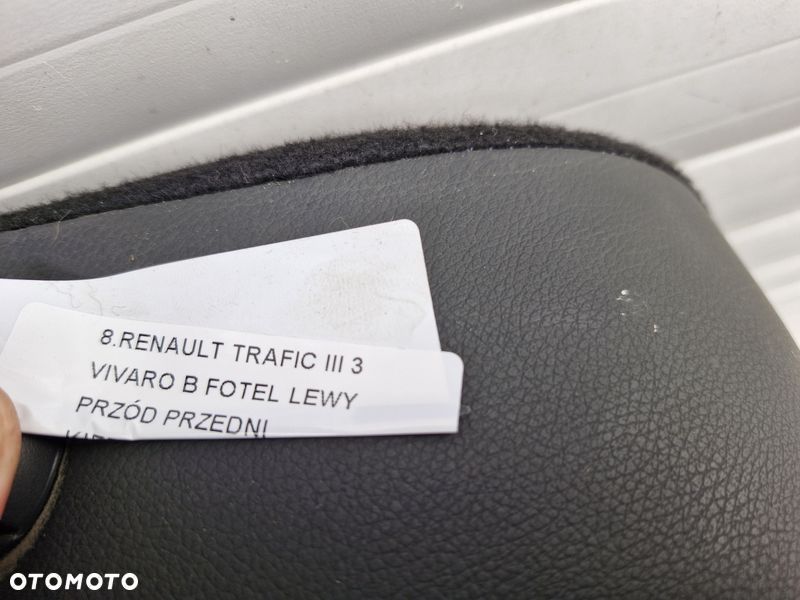 8.RENAULT TRAFIC III 3
VIVARO B FOTEL LEWY
PRZÓD PRZEDNI
OTOMOTO